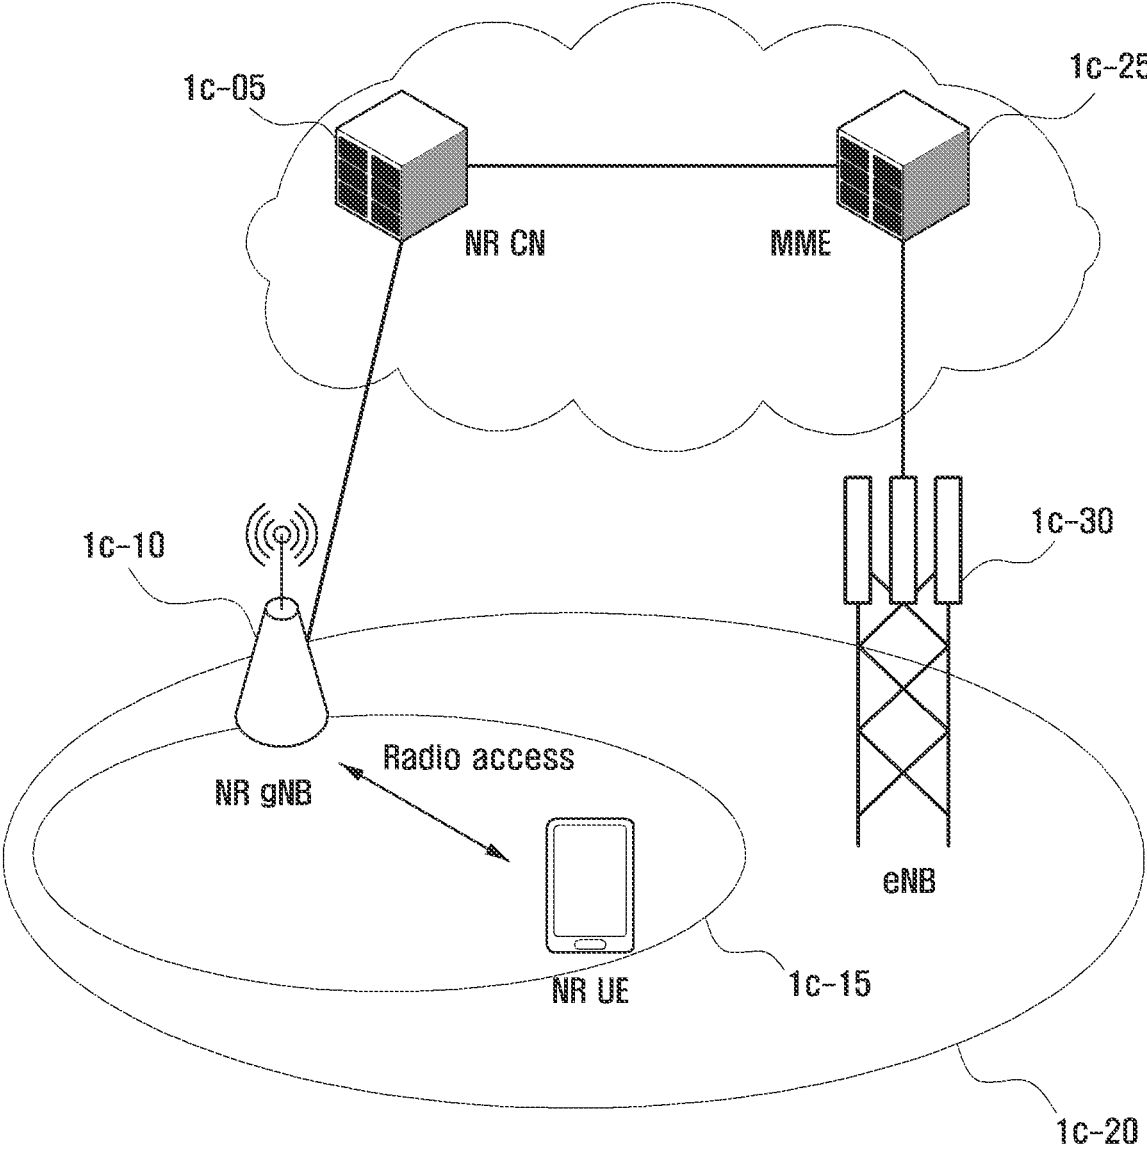 1c-05
1c-25
NR CN
MME
1c-10
1c-30
Radio access
NR gNB
eNB
NR UE
1c-15
1c-20